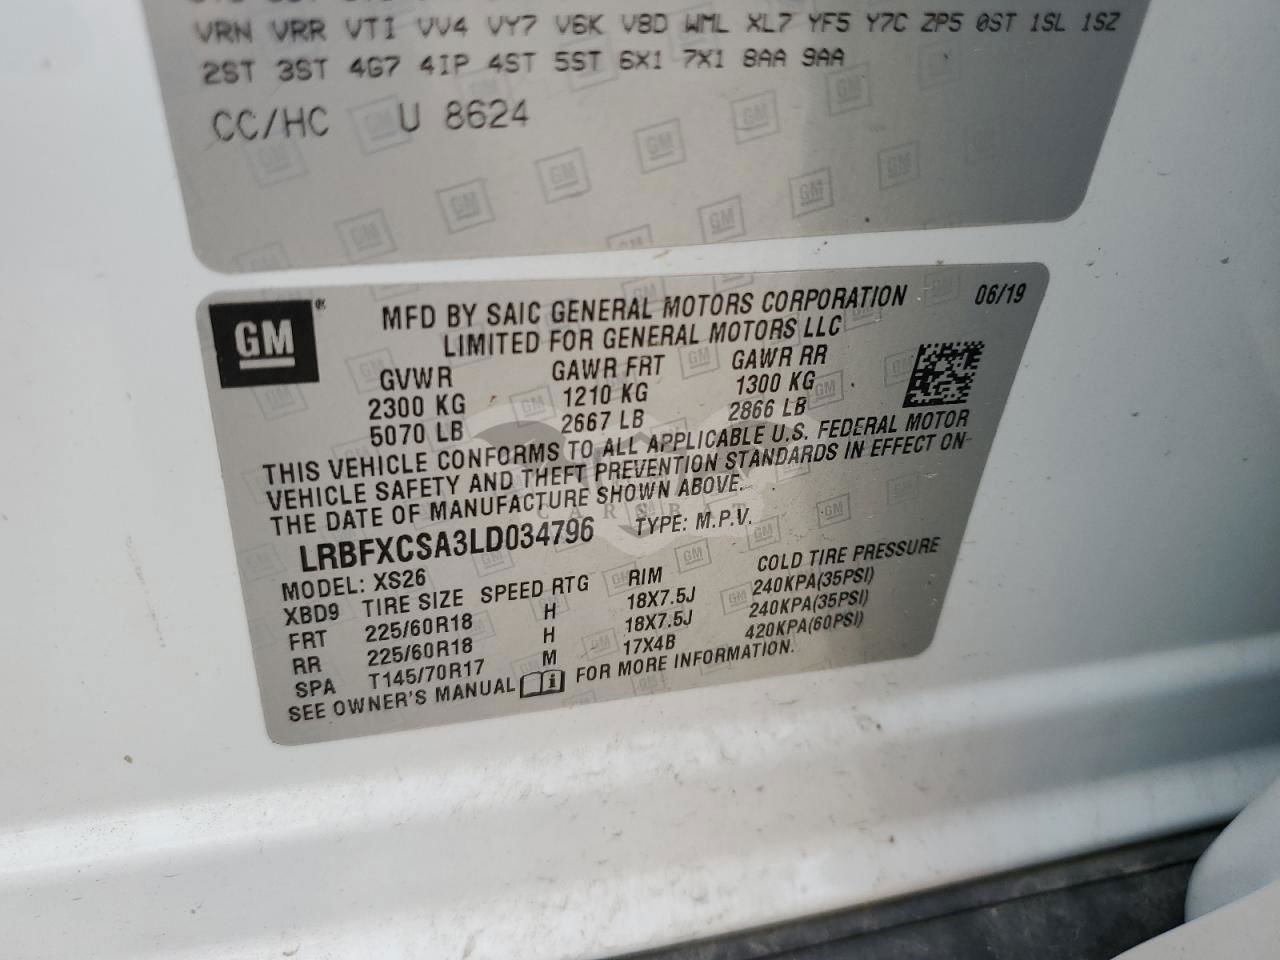 VRN VRR VTI VV4 VY7 V6K V8D WML XL7 YF5 Y7C ZP5 0ST 1SL 1SZ
2ST 3ST 4G7 4IP 4ST 5ST 6X1 7X1 8AA 9AA
CC/HC U 8624
GM ® MFD BY SAIC GENERAL MOTORS CORPORATION 06/19
LIMITED FOR GENERAL MOTORS LLC
GVWR GAWR FRT GAWR RR
2300 KG 1210 KG 1300 KG
5070 LB 2667 LB 2866 LB
THIS VEHICLE CONFORMS TO ALL APPLICABLE U.S. FEDERAL MOTOR
VEHICLE SAFETY AND THEFT PREVENTION STANDARDS IN EFFECT ON
THE DATE OF MANUFACTURE SHOWN ABOVE.
CARSBAT
LRBFXCSA3LD034796 TYPE: M.P.V.
MODEL: XS26
XBD9 TIRE SIZE SPEED RTG RIM COLD TIRE PRESSURE
FRT 225/60R18 H 18X7.5J 240KPA(35PSI)
RR 225/60R18 H 18X7.5J 240KPA(35PSI)
SPA T145/70R17 M 17X4B 420KPA(60PSI)
SEE OWNER'S MANUAL i FOR MORE INFORMATION.